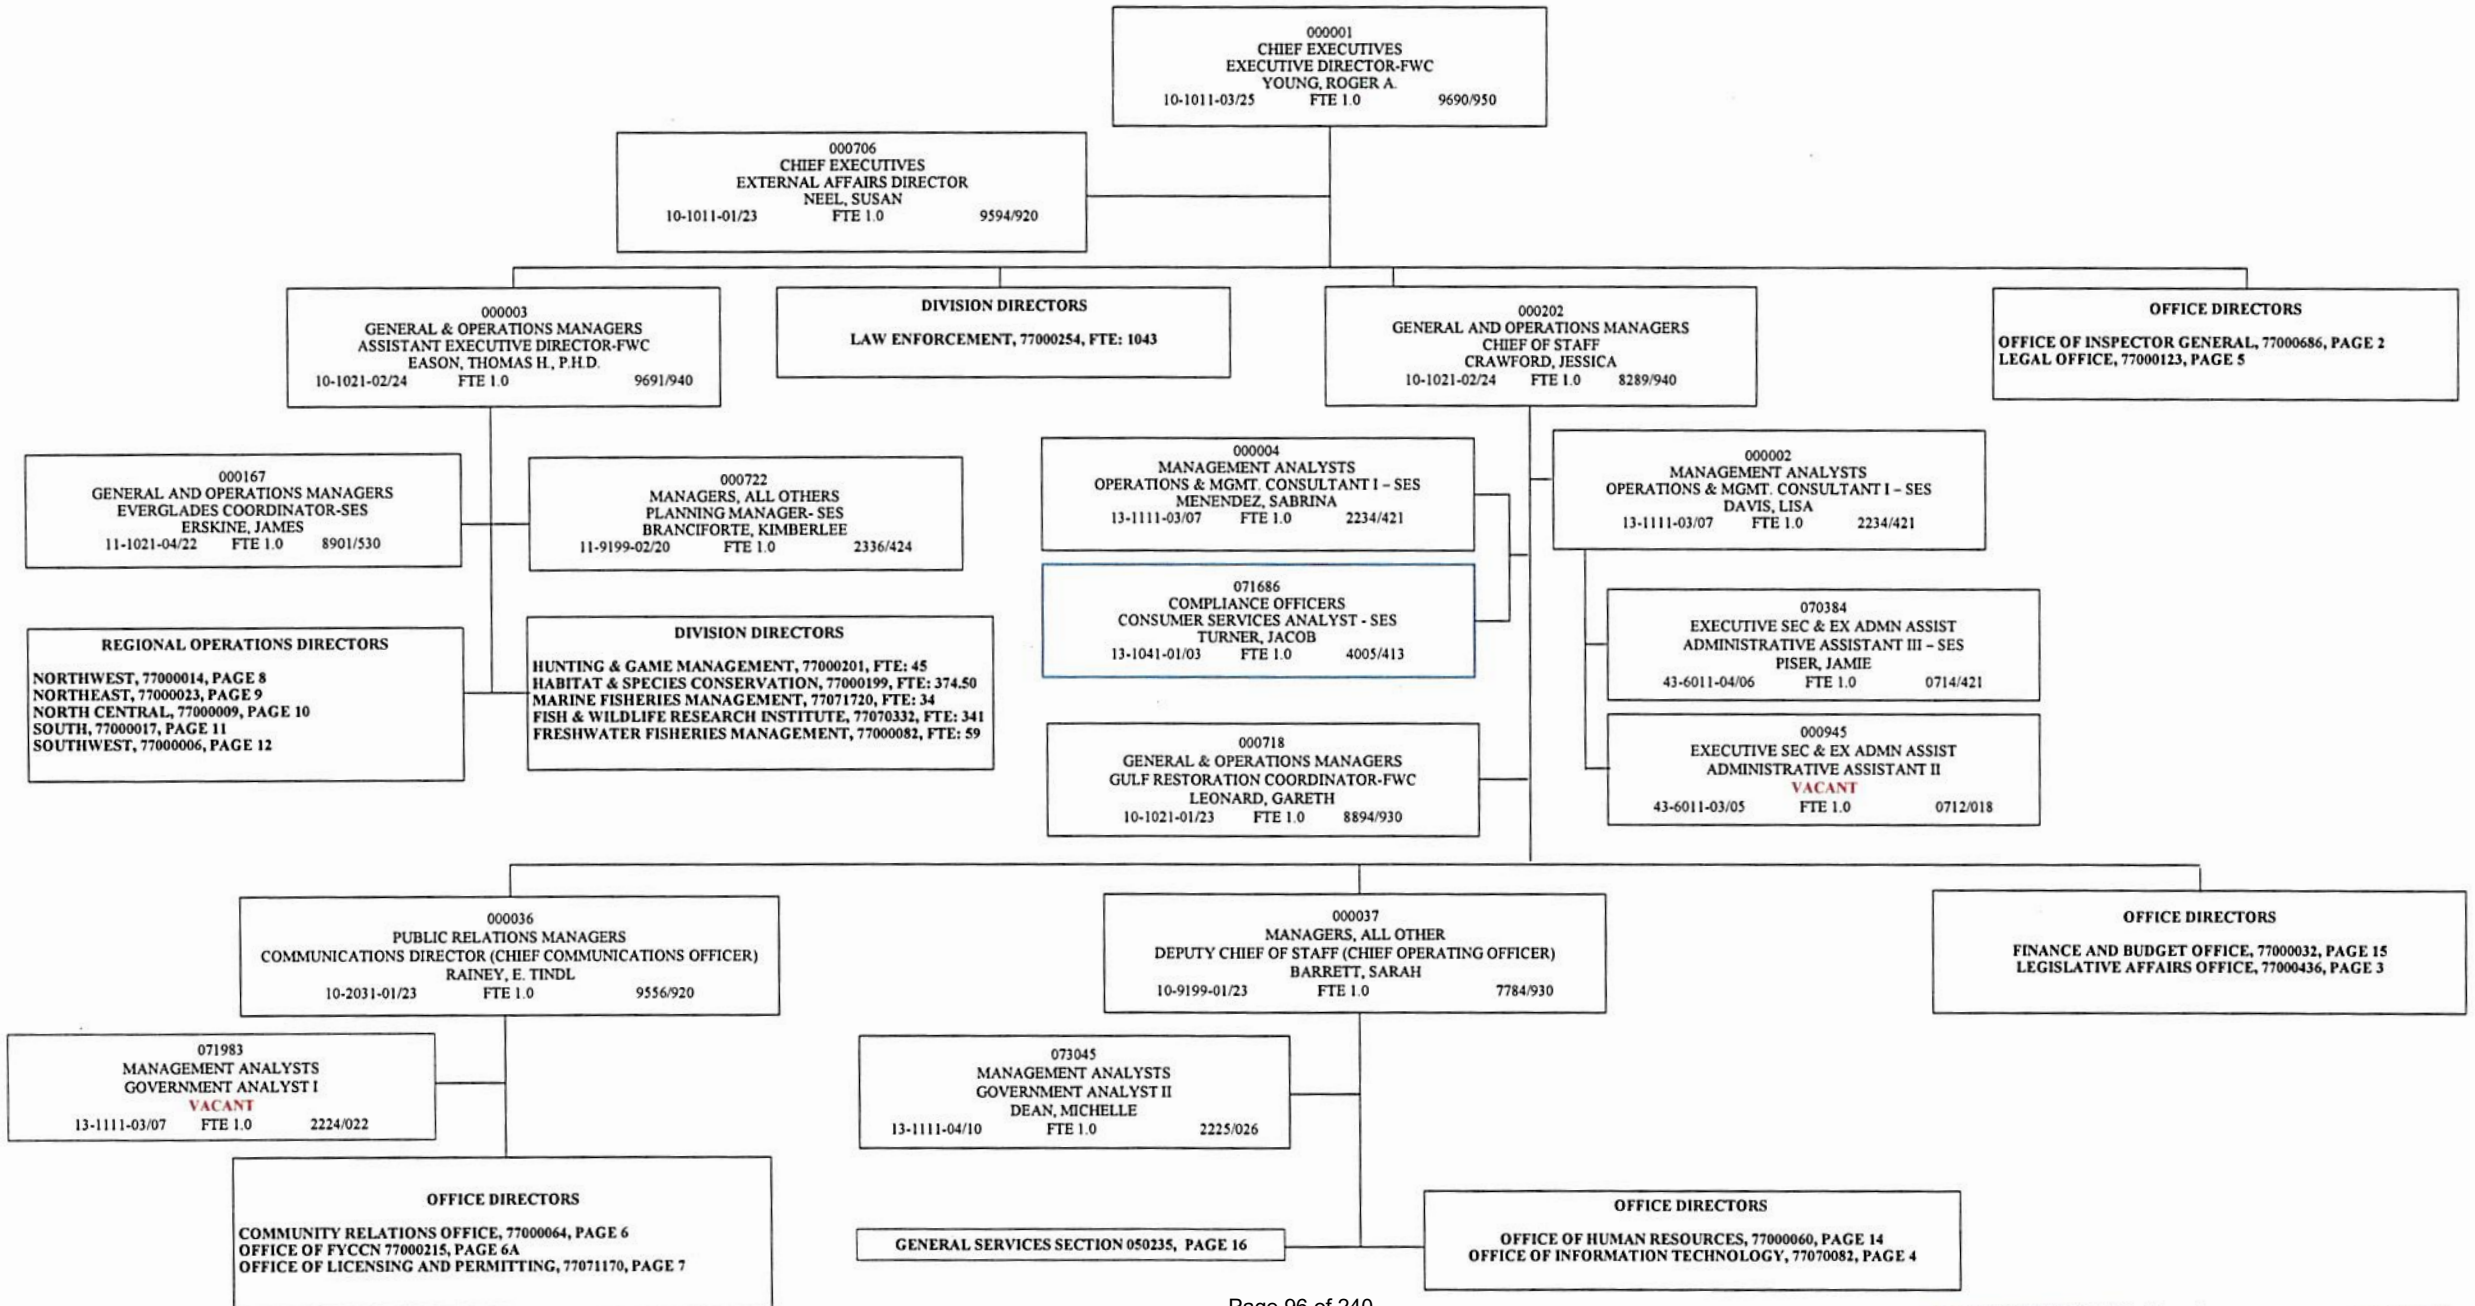 000001
CHIEF EXECUTIVES
EXECUTIVE DIRECTOR-FWC
YOUNG, ROGER A.
10-1011-03/25 FTE 1.0 9690/950
000706
CHIEF EXECUTIVES
EXTERNAL AFFAIRS DIRECTOR
NEEL, SUSAN
10-1011-01/23 FTE 1.0 9594/920
000003
GENERAL & OPERATIONS MANAGERS
ASSISTANT EXECUTIVE DIRECTOR-FWC
EASON, THOMAS H., P.H.D.
10-1021-02/24 FTE 1.0 9691/940
DIVISION DIRECTORS
LAW ENFORCEMENT, 77000254, FTE: 1043
000202
GENERAL AND OPERATIONS MANAGERS
CHIEF OF STAFF
CRAWFORD, JESSICA
10-1021-02/24 FTE 1.0 8289/940
OFFICE DIRECTORS
OFFICE OF INSPECTOR GENERAL, 77000686, PAGE 2
LEGAL OFFICE, 77000123, PAGE 5
000167
GENERAL AND OPERATIONS MANAGERS
EVERGLADES COORDINATOR-SES
ERSKINE, JAMES
11-1021-04/22 FTE 1.0 8901/530
000722
MANAGERS, ALL OTHERS
PLANNING MANAGER- SES
BRANCIFORTE, KIMBERLEE
11-9199-02/20 FTE 1.0 2336/424
000004
MANAGEMENT ANALYSTS
OPERATIONS & MGMT. CONSULTANT I – SES
MENENDEZ, SABRINA
13-1111-03/07 FTE 1.0 2234/421
000002
MANAGEMENT ANALYSTS
OPERATIONS & MGMT. CONSULTANT I – SES
DAVIS, LISA
13-1111-03/07 FTE 1.0 2234/421
071686
COMPLIANCE OFFICERS
CONSUMER SERVICES ANALYST - SES
TURNER, JACOB
13-1041-01/03 FTE 1.0 4005/413
070384
EXECUTIVE SEC & EX ADMN ASSIST
ADMINISTRATIVE ASSISTANT III – SES
PISER, JAMIE
43-6011-04/06 FTE 1.0 0714/421
REGIONAL OPERATIONS DIRECTORS
NORTHWEST, 77000014, PAGE 8
NORTHEAST, 77000023, PAGE 9
NORTH CENTRAL, 77000009, PAGE 10
SOUTH, 77000017, PAGE 11
SOUTHWEST, 77000006, PAGE 12
DIVISION DIRECTORS
HUNTING & GAME MANAGEMENT, 77000201, FTE: 45
HABITAT & SPECIES CONSERVATION, 77000199, FTE: 374.50
MARINE FISHERIES MANAGEMENT, 77071720, FTE: 34
FISH & WILDLIFE RESEARCH INSTITUTE, 77070332, FTE: 341
FRESHWATER FISHERIES MANAGEMENT, 77000082, FTE: 59
000718
GENERAL & OPERATIONS MANAGERS
GULF RESTORATION COORDINATOR-FWC
LEONARD, GARETH
10-1021-01/23 FTE 1.0 8894/930
000945
EXECUTIVE SEC & EX ADMN ASSIST
ADMINISTRATIVE ASSISTANT II
VACANT
43-6011-03/05 FTE 1.0 0712/018
000036
PUBLIC RELATIONS MANAGERS
COMMUNICATIONS DIRECTOR (CHIEF COMMUNICATIONS OFFICER)
RAINEY, E. TINDL
10-2031-01/23 FTE 1.0 9556/920
000037
MANAGERS, ALL OTHER
DEPUTY CHIEF OF STAFF (CHIEF OPERATING OFFICER)
BARRETT, SARAH
10-9199-01/23 FTE 1.0 7784/930
OFFICE DIRECTORS
FINANCE AND BUDGET OFFICE, 77000032, PAGE 15
LEGISLATIVE AFFAIRS OFFICE, 77000436, PAGE 3
071983
MANAGEMENT ANALYSTS
GOVERNMENT ANALYST I
VACANT
13-1111-03/07 FTE 1.0 2224/022
073045
MANAGEMENT ANALYSTS
GOVERNMENT ANALYST II
DEAN, MICHELLE
13-1111-04/10 FTE 1.0 2225/026
OFFICE DIRECTORS
COMMUNITY RELATIONS OFFICE, 77000064, PAGE 6
OFFICE OF FYCCN 77000215, PAGE 6A
OFFICE OF LICENSING AND PERMITTING, 77071170, PAGE 7
GENERAL SERVICES SECTION 050235, PAGE 16
OFFICE DIRECTORS
OFFICE OF HUMAN RESOURCES, 77000060, PAGE 14
OFFICE OF INFORMATION TECHNOLOGY, 77070082, PAGE 4
Page 96 of 240